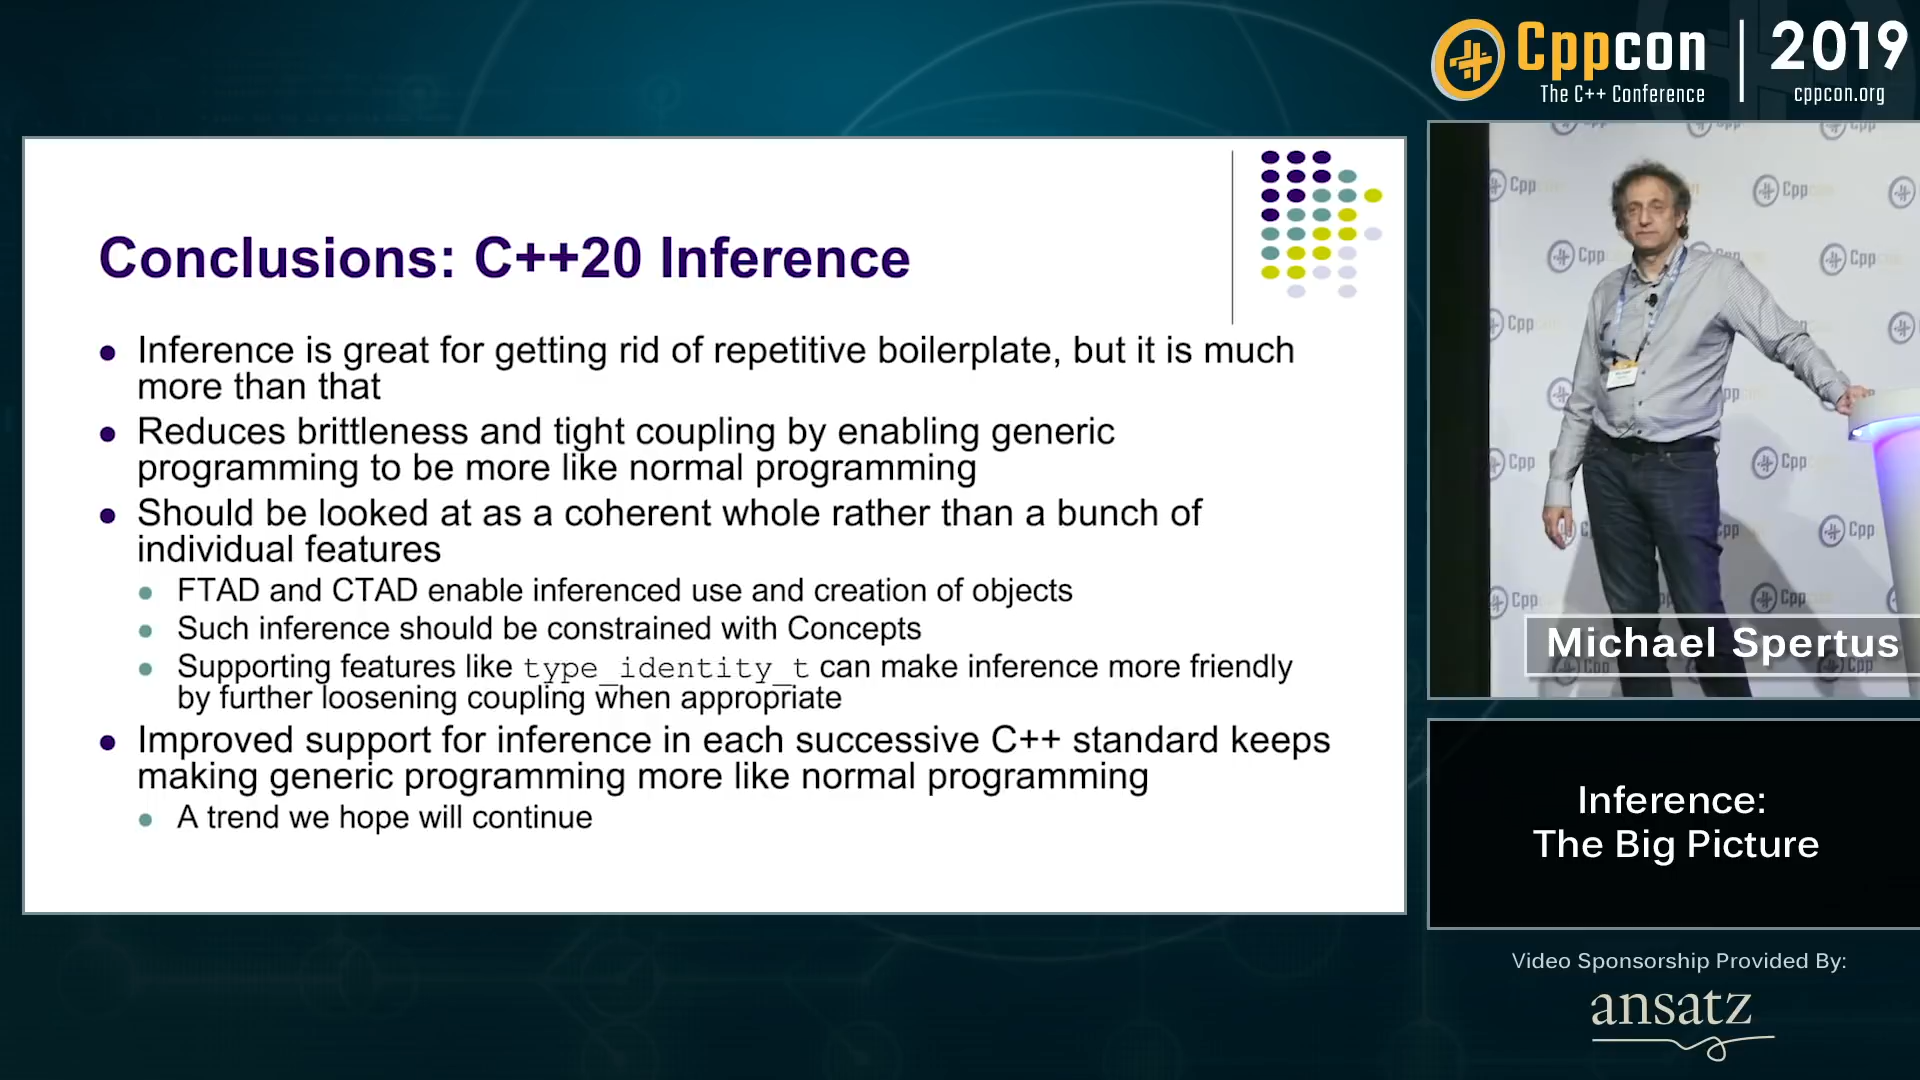 Cppcon | 2019
The C++ Conference
cppcon.org
Conclusions: C++20 Inference
Inference is great for getting rid of repetitive boilerplate, but it is much
more than that
Reduces brittleness and tight coupling by enabling generic
programming to be more like normal programming
Should be looked at as a coherent whole rather than a bunch of
individual features
FTAD and CTAD enable inferenced use and creation of objects
Such inference should be constrained with Concepts
Supporting features like type_identity_t can make inference more friendly
by further loosening coupling when appropriate
Improved support for inference in each successive C++ standard keeps
making generic programming more like normal programming
A trend we hope will continue
Michael Spertus
Inference:
The Big Picture
Video Sponsorship Provided By:
ansatz